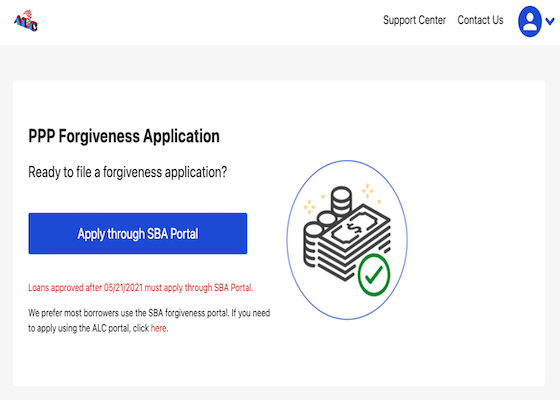 ALC
Support Center
Contact Us
PPP Forgiveness Application
Ready to file a forgiveness application?
Apply through SBA Portal
Loans approved after 05/21/2021 must apply through SBA Portal.
We prefer most borrowers use the SBA forgiveness portal. If you need
to apply using the ALC portal, click here.
$